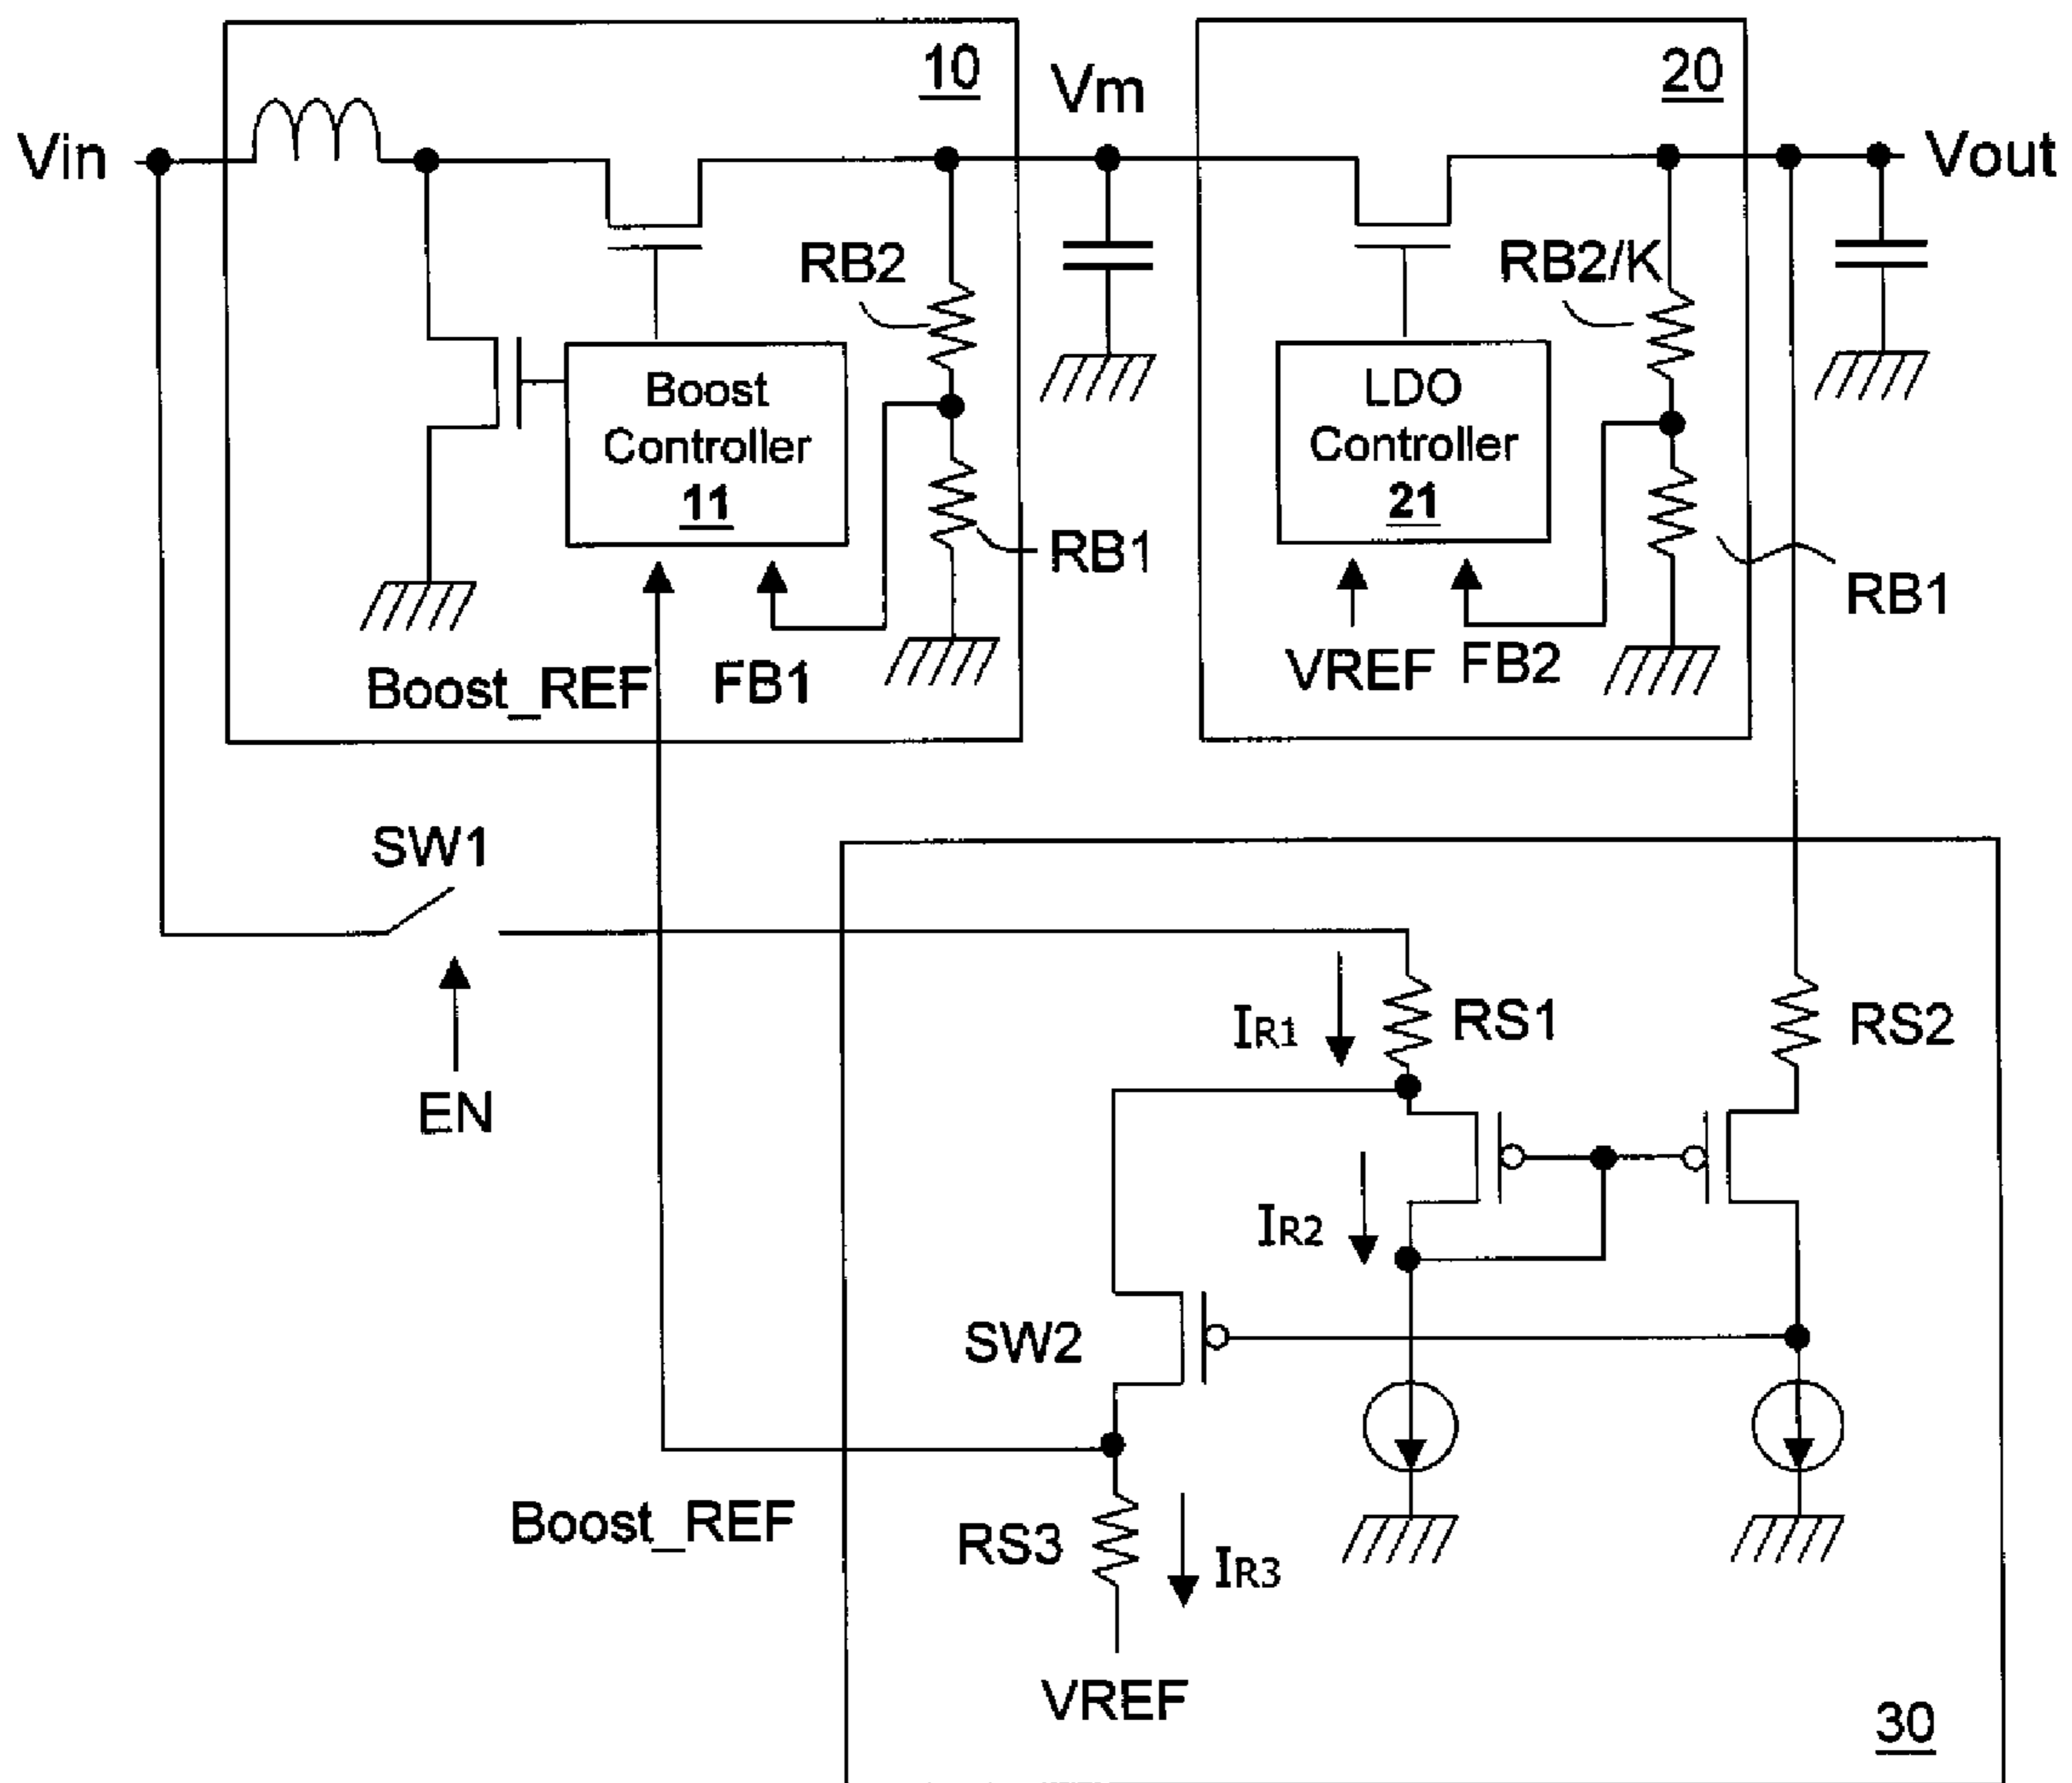 10
20
Vin
Vm
Vout
RB2
RB2/K
Boost
Controller
11
LDO
Controller
21
RB1
RB1
Boost_REF
FB1
VREF
FB2
SW1
EN
IR1
RS1
RS2
IR2
SW2
Boost_REF
RS3
IR3
VREF
30